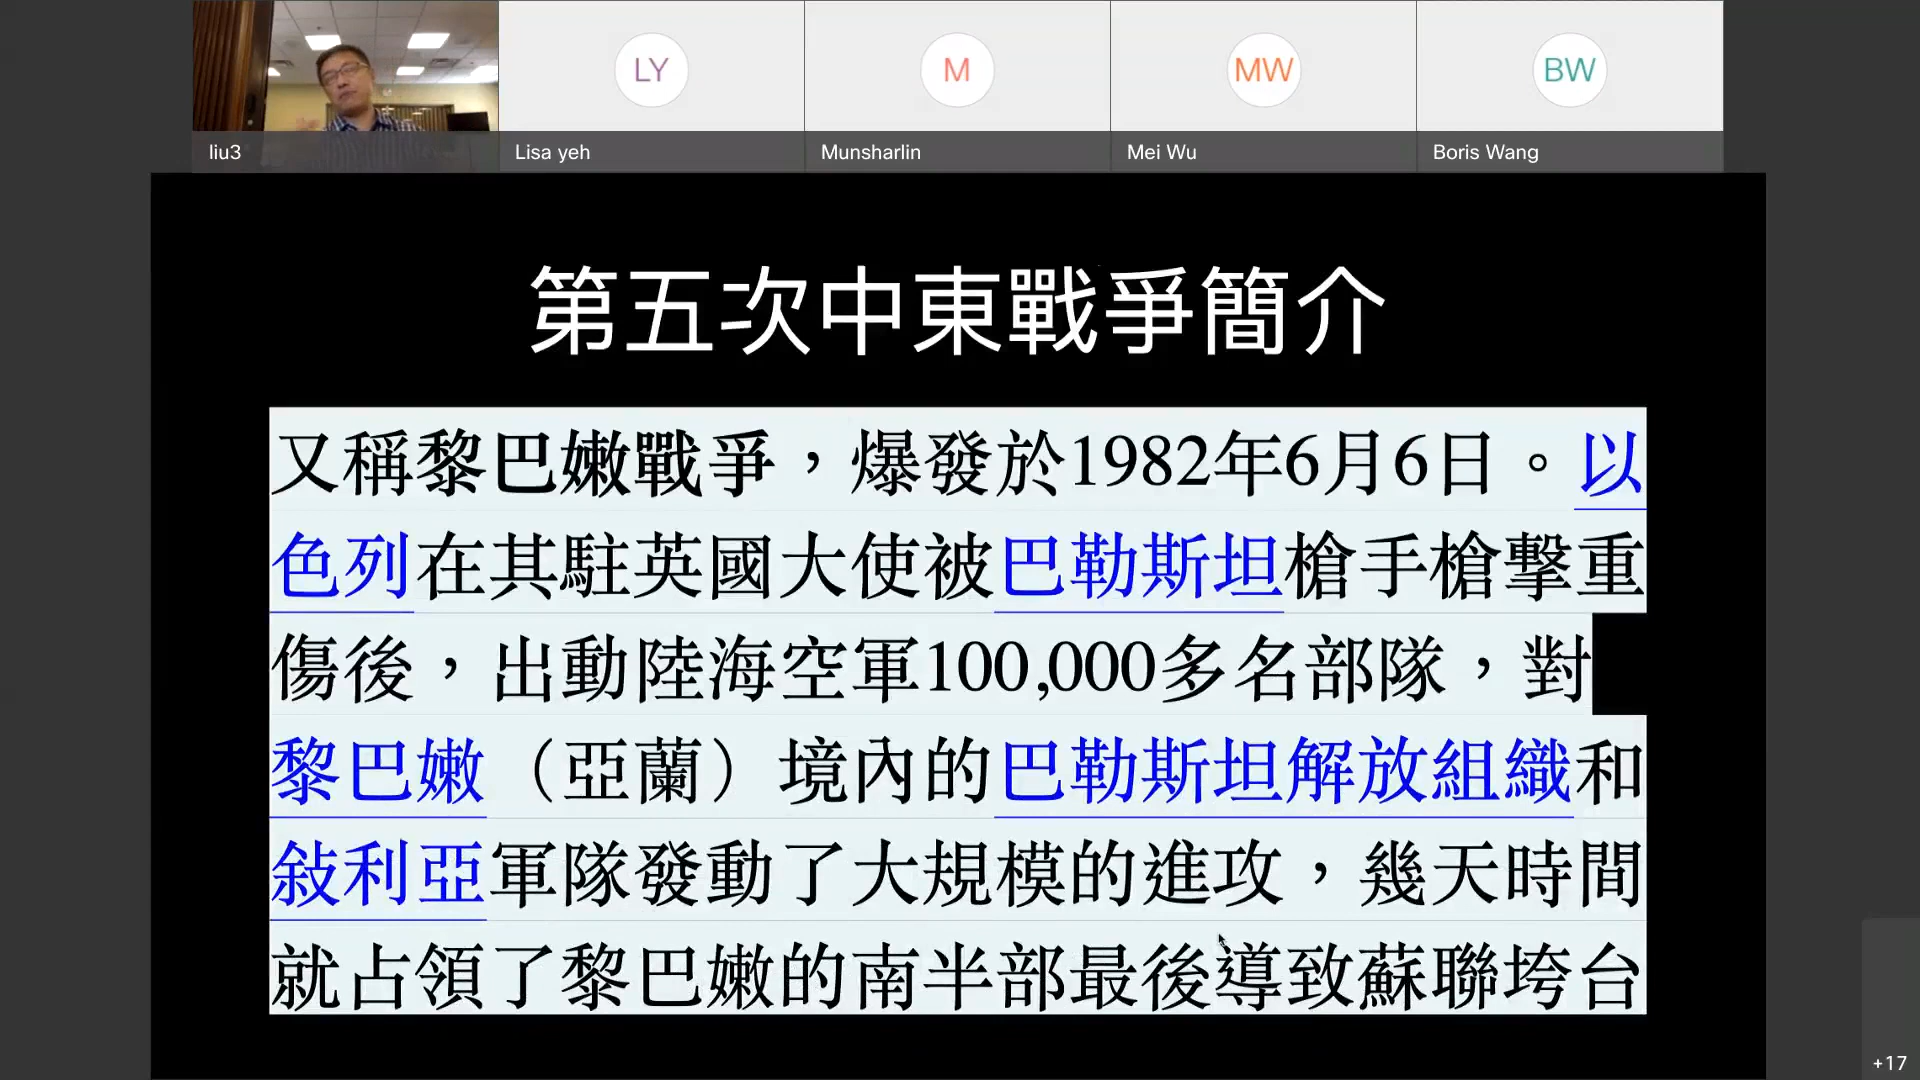 LY
M
MW
BW
liu3
Lisa yeh
Munsharlin
Mei Wu
Boris Wang
第五次中東戰爭簡介
又稱黎巴嫩戰爭，爆發於1982年6月6日。以
色列在其駐英國大使被巴勒斯坦槍手槍擊重
傷後，出動陸海空軍100,000多名部隊，對
黎巴嫩（亞蘭）境內的巴勒斯坦解放組織和
敍利亞軍隊發動了大規模的進攻，幾天時間
就占領了黎巴嫩的南半部最後導致蘇聯垮台
+17